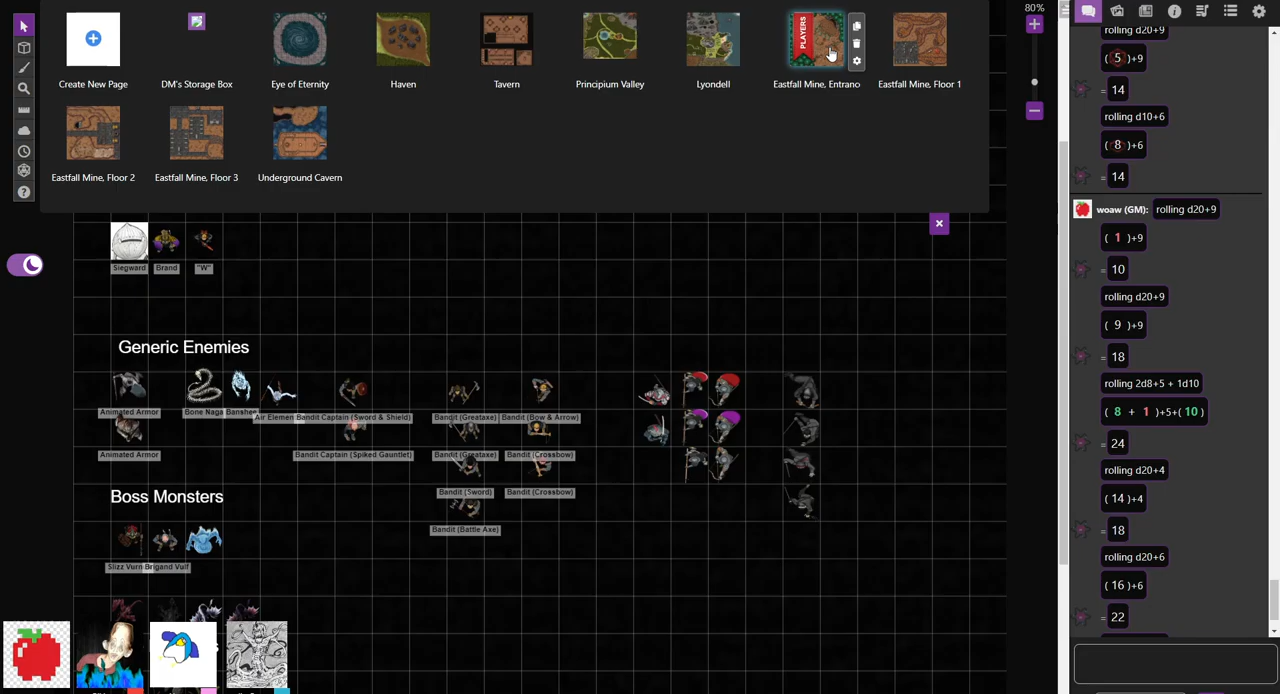 80%
PLAYERS
Create New Page
DM's Storage Box
Eye of Eternity
Haven
Tavern
Principium Valley
Lyondell
Eastfall Mine, Entrano
Eastfall Mine, Floor 1
Eastfall Mine, Floor 2
Eastfall Mine, Floor 3
Underground Cavern
Siegward
Brand
"W"
Generic Enemies
Animated Armor
Bone Naga
Banshee
Air Elemen
Bandit Captain (Sword & Shield)
Bandit (Greataxe)
Bandit (Bow & Arrow)
Animated Armor
Bandit Captain (Spiked Gauntlet)
Bandit (Greataxe)
Bandit (Crossbow)
Boss Monsters
Bandit (Sword)
Bandit (Crossbow)
Bandit (Battle Axe)
Slizz Vurn
Brigand Vulf
rolling d20+9
( 5 )+9
= 14
rolling d10+6
( 8 )+6
= 14
woaw (GM): rolling d20+9
( 1 )+9
= 10
rolling d20+9
( 9 )+9
= 18
rolling 2d8+5 + 1d10
( 8 + 1 )+5+( 10 )
= 24
rolling d20+4
( 14 )+4
= 18
rolling d20+6
( 16 )+6
= 22